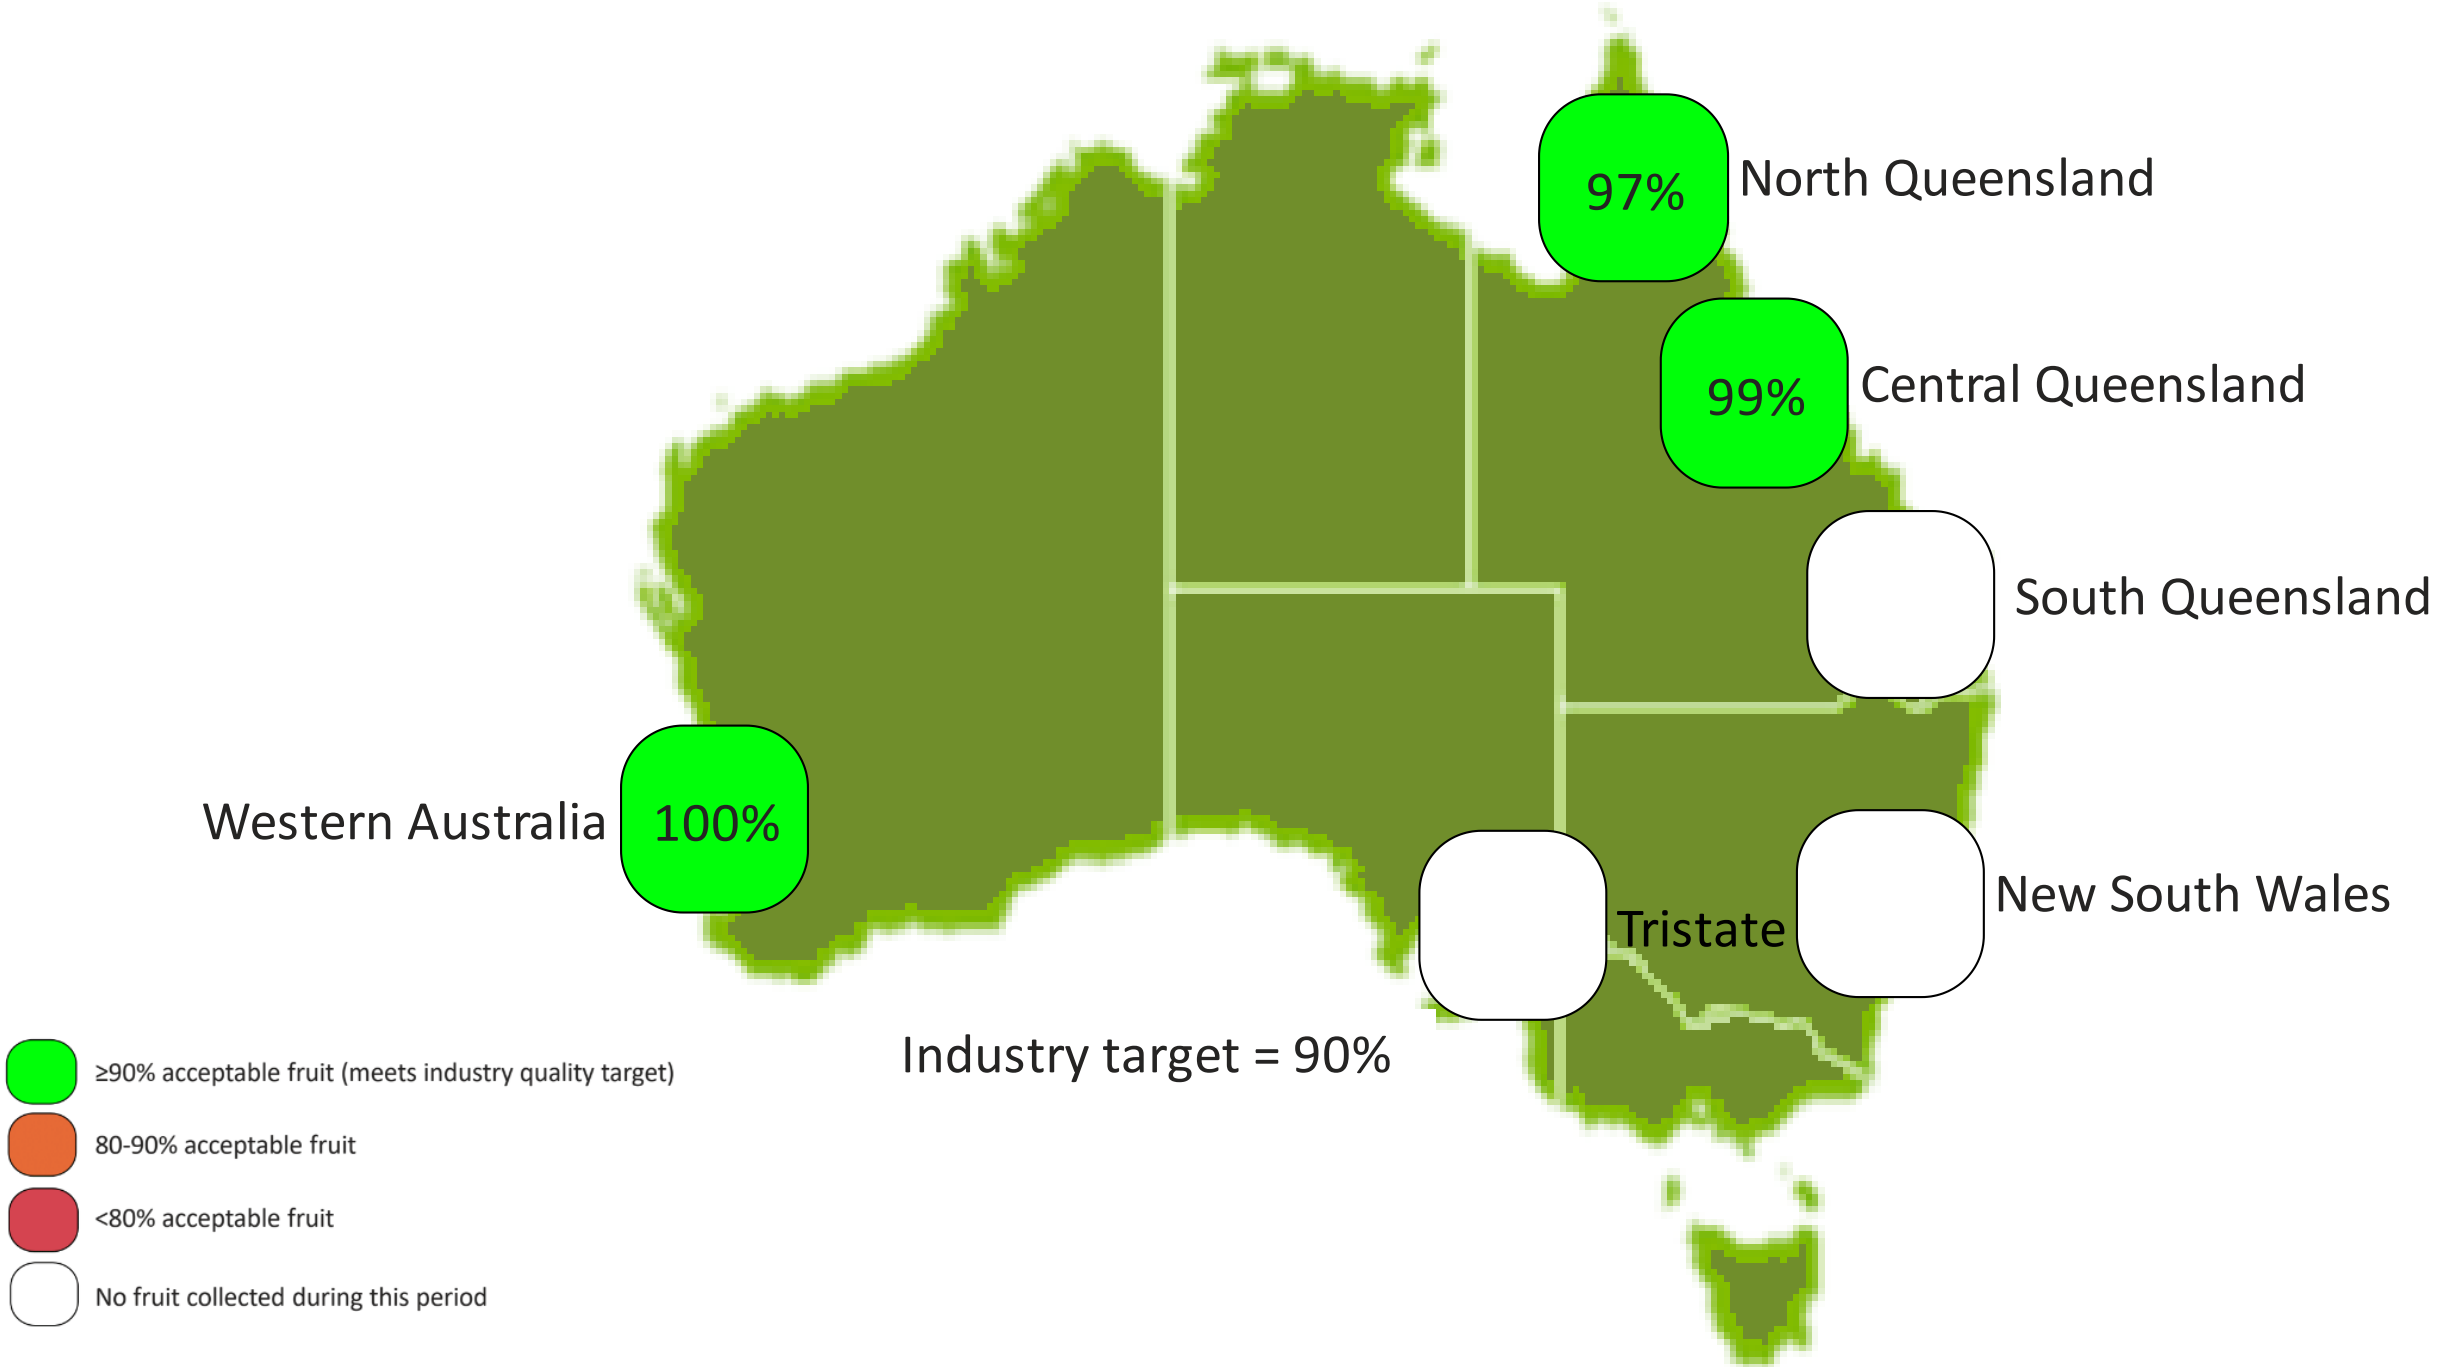 97%
North Queensland
99%
Central Queensland
South Queensland
Western Australia
100%
New South Wales
Tristate
Industry target = 90%
≥90% acceptable fruit (meets industry quality target)
80-90% acceptable fruit
<80% acceptable fruit
No fruit collected during this period